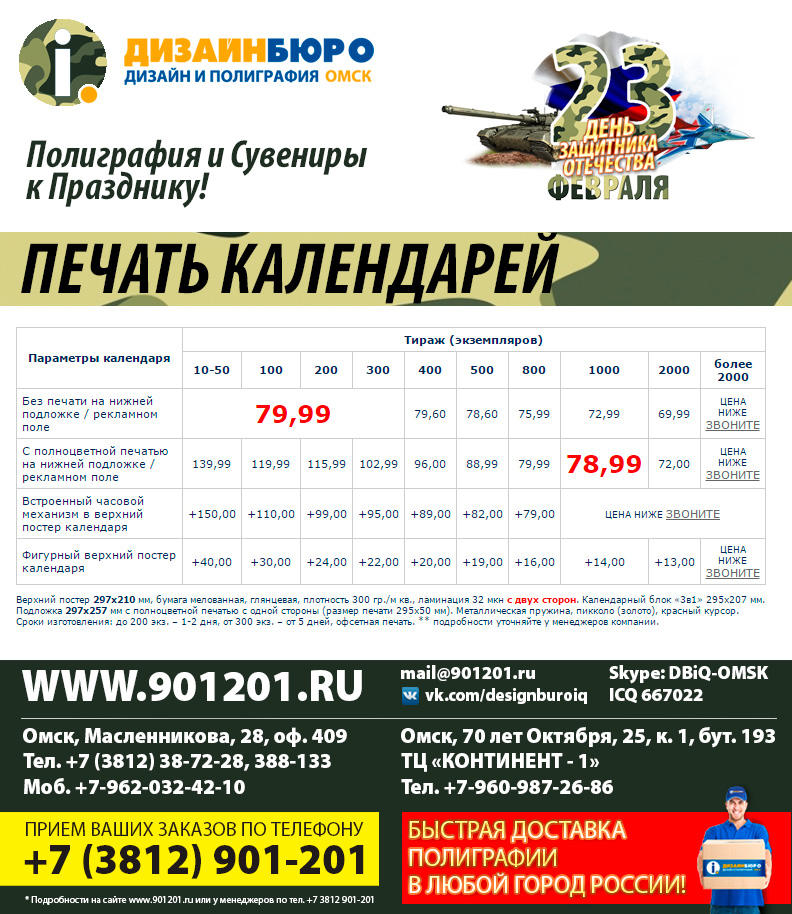 i
ДИЗАЙНБЮРО
ДИЗАЙН И ПОЛИГРАФИЯ ОМСК
23
ДЕНЬ
ЗАЩИТНИКА
ОТЕЧЕСТВА
ФЕВРАЛЯ
Полиграфия и Сувениры
к Празднику!
ПЕЧАТЬ КАЛЕНДАРЕЙ
Параметры календаря
Тираж (экземпляров)
10-50 100 200 300 400 500 800 1000 2000 более 2000
Без печати на нижней
подложке / рекламном
поле
79,99 79,60 78,60 75,99 72,99 69,99 ЦЕНА НИЖЕ ЗВОНИТЕ
С полноцветной печатью
на нижней подложке /
рекламном поле
139,99 119,99 115,99 102,99 96,00 88,99 79,99 78,99 72,00 ЦЕНА НИЖЕ ЗВОНИТЕ
Встроенный часовой
механизм в верхний
постер календаря
+150,00 +110,00 +99,00 +95,00 +89,00 +82,00 +79,00 ЦЕНА НИЖЕ ЗВОНИТЕ
Фигурный верхний постер
календаря
+40,00 +30,00 +24,00 +22,00 +20,00 +19,00 +16,00 +14,00 +13,00 ЦЕНА НИЖЕ ЗВОНИТЕ
Верхний постер 297х210 мм, бумага мелованная, глянцевая, плотность 300 гр./м кв., ламинация 32 мкн с двух сторон. Календарный блок «3в1» 295х207 мм.
Подложка 297х257 мм с полноцветной печатью с одной стороны (размер печати 295х50 мм). Металлическая пружина, пикколо (золото), красный курсор.
Сроки изготовления: до 200 экз. – 1-2 дня, от 300 экз. – от 5 дней, офсетная печать. ** подробности уточняйте у менеджеров компании.
WWW.901201.RU
mail@901201.ru
vk.com/designburoiq
Skype: DBiQ-OMSK
ICQ 667022
Омск, Масленникова, 28, оф. 409
Тел. +7 (3812) 38-72-28, 388-133
Моб. +7-962-032-42-10
Омск, 70 лет Октября, 25, к. 1, бут. 193
ТЦ «КОНТИНЕНТ - 1»
Тел. +7-960-987-26-86
ПРИЕМ ВАШИХ ЗАКАЗОВ ПО ТЕЛЕФОНУ
+7 (3812) 901-201
* Подробности на сайте www.901201.ru или у менеджеров по тел. +7 3812 901-201
БЫСТРАЯ ДОСТАВКА
ПОЛИГРАФИИ
В ЛЮБОЙ ГОРОД РОССИИ!
ДИЗАЙНБЮРО